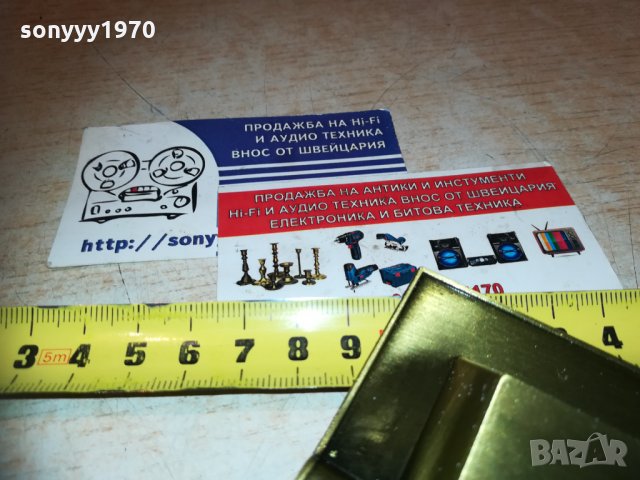 sonyyy1970
ПРОДАЖБА НА Hi-Fi
И АУДИО ТЕХНИКА
ВНОС ОТ ШВЕЙЦАРИЯ
http://sony
ПРОДАЖБА НА АНТИКИ И ИНСТУМЕНТИ
Hi-Fi И АУДИО ТЕХНИКА ВНОС ОТ ШВЕЙЦАРИЯ
ЕЛЕКТРОНИКА И БИТОВА ТЕХНИКА
170
3 5m 4 5 6 7 8 9 3 4
BAZAR